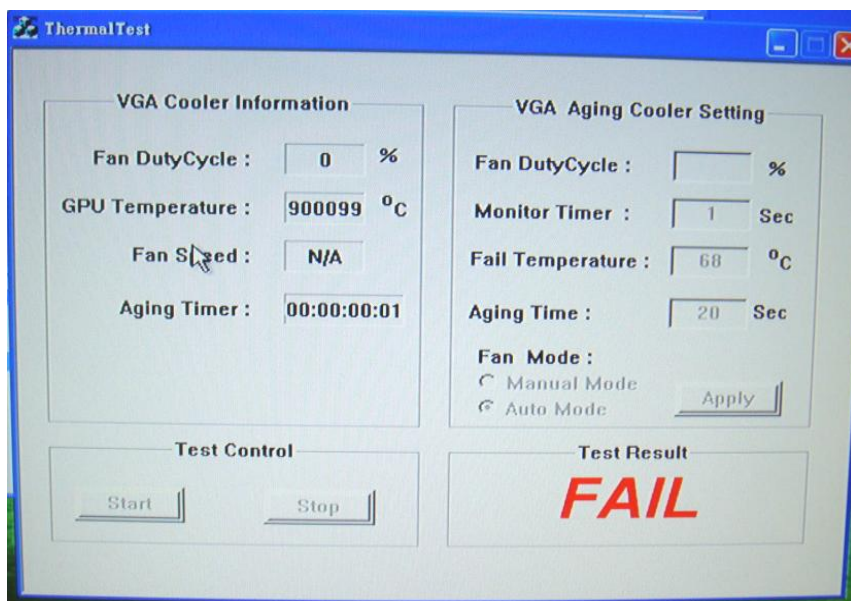 ThermalTest
VGA Cooler Information
Fan DutyCycle : 0 %
GPU Temperature : 900099 °C
Fan Speed : N/A
Aging Timer : 00:00:00:01
VGA Aging Cooler Setting
Fan DutyCycle : %
Monitor Timer : 1 Sec
Fail Temperature : 68 °C
Aging Time : 20 Sec
Fan Mode :
Manual Mode
Auto Mode
Apply
Test Control
Start Stop
Test Result
FAIL